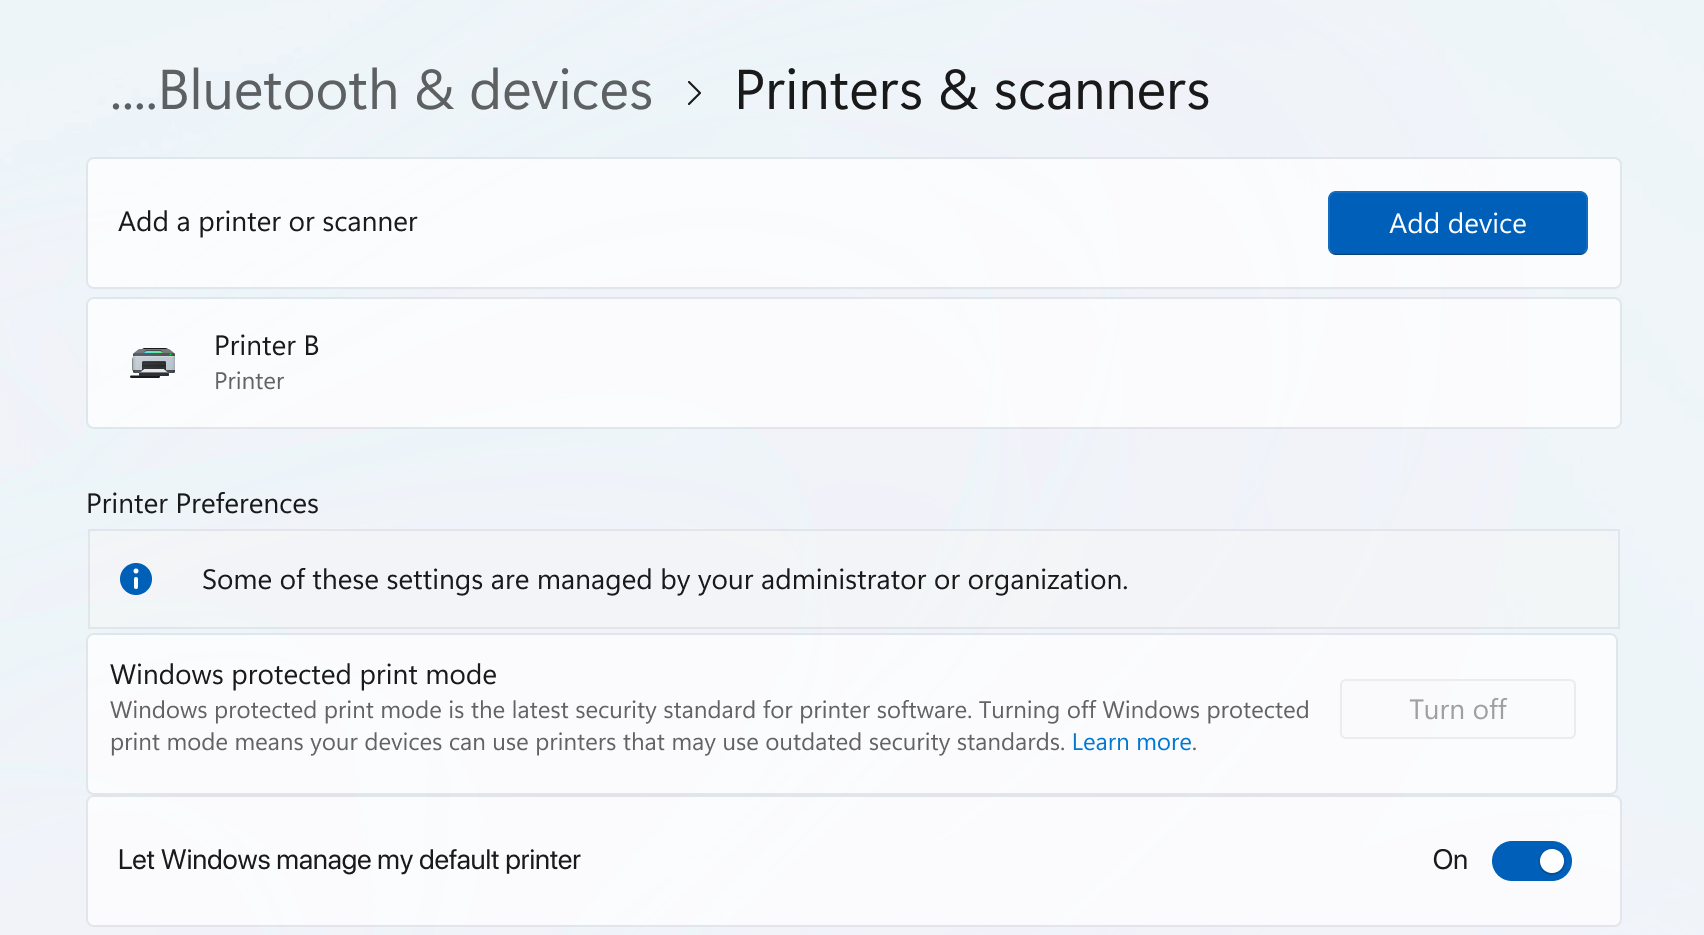 ....Bluetooth & devices > Printers & scanners
Add a printer or scanner
Add device
Printer B
Printer
Printer Preferences
Some of these settings are managed by your administrator or organization.
Windows protected print mode
Windows protected print mode is the latest security standard for printer software. Turning off Windows protected
print mode means your devices can use printers that may use outdated security standards. Learn more.
Turn off
Let Windows manage my default printer
On